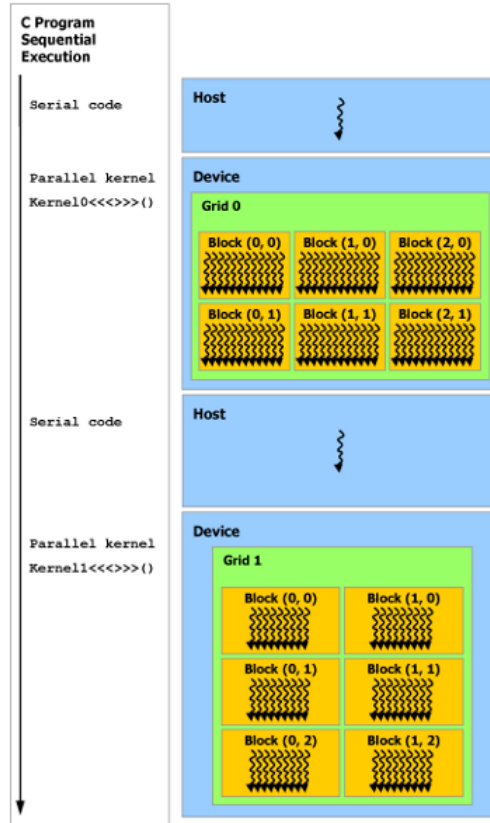 C Program
Sequential
Execution
Serial code
Host
Parallel kernel
Kernel0<<<>>>()
Device
Grid 0
Block (0, 0) Block (1, 0) Block (2, 0)
Block (0, 1) Block (1, 1) Block (2, 1)
Serial code
Host
Parallel kernel
Kernel1<<<>>>()
Device
Grid 1
Block (0, 0) Block (1, 0)
Block (0, 1) Block (1, 1)
Block (0, 2) Block (1, 2)